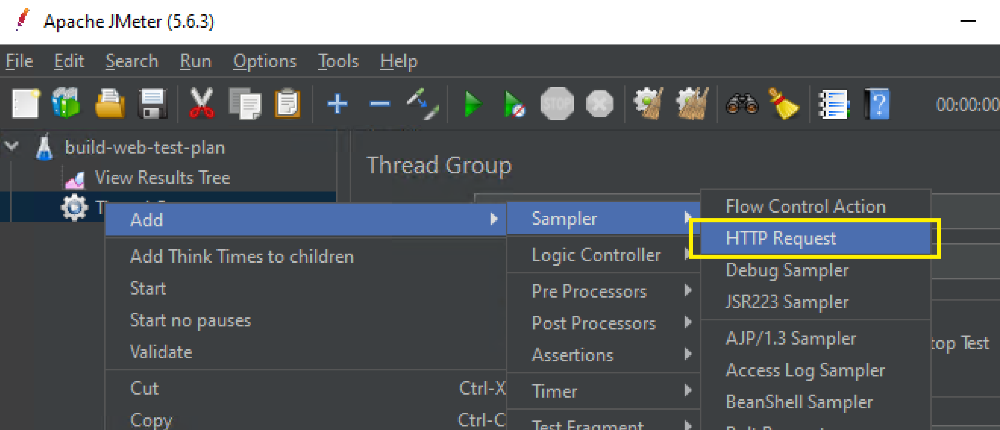 Apache JMeter (5.6.3)
File Edit Search Run Options Tools Help
STOP
00:00:00
build-web-test-plan
View Results Tree
Thread Group
Add
Add Think Times to children
Start
Start no pauses
Validate
Cut Ctrl-X
Copy Ctrl-C
Sampler
Logic Controller
Pre Processors
Post Processors
Assertions
Timer
Test Fragment
Flow Control Action
HTTP Request
Debug Sampler
JSR223 Sampler
AJP/1.3 Sampler
Access Log Sampler
BeanShell Sampler
top Test